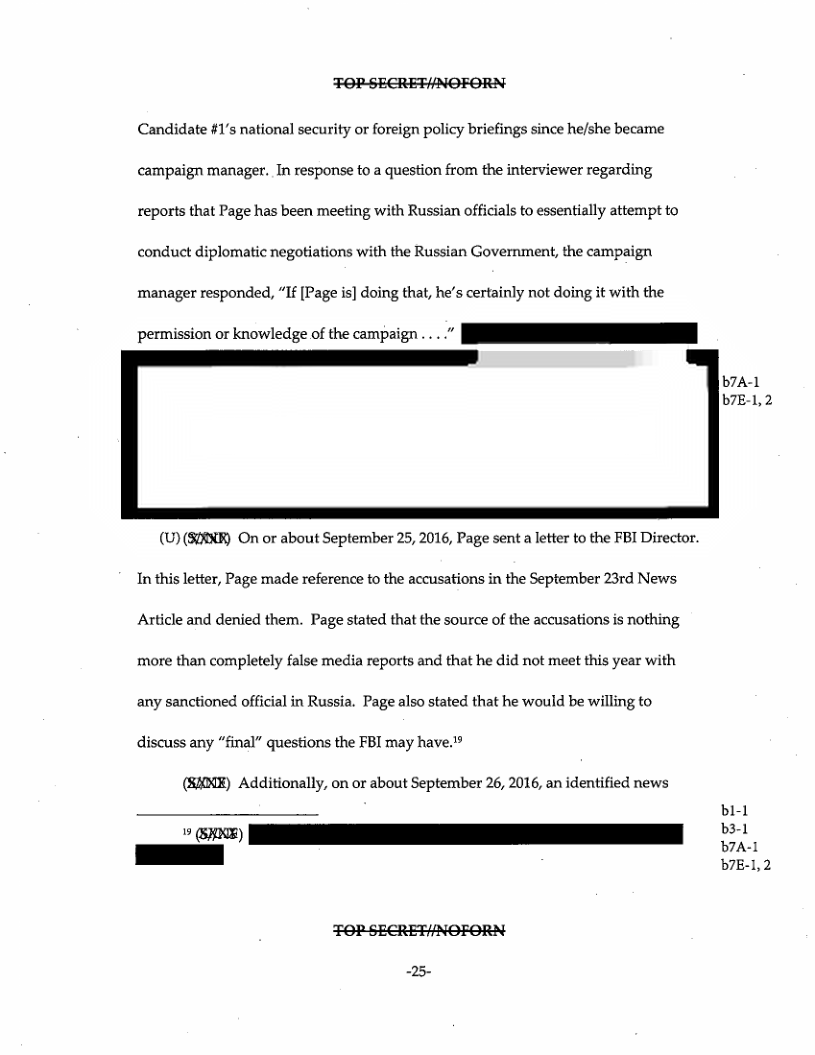 TOP SECRET//NOFORN
Candidate #1's national security or foreign policy briefings since he/she became
campaign manager. In response to a question from the interviewer regarding
reports that Page has been meeting with Russian officials to essentially attempt to
conduct diplomatic negotiations with the Russian Government, the campaign
manager responded, "If [Page is] doing that, he's certainly not doing it with the
permission or knowledge of the campaign . . . ."
b7A-1
b7E-1, 2
(U) (S//NF) On or about September 25, 2016, Page sent a letter to the FBI Director.
In this letter, Page made reference to the accusations in the September 23rd News
Article and denied them. Page stated that the source of the accusations is nothing
more than completely false media reports and that he did not meet this year with
any sanctioned official in Russia. Page also stated that he would be willing to
discuss any "final" questions the FBI may have.19
(S//NF) Additionally, on or about September 26, 2016, an identified news
19 (S//NF)
b1-1
b3-1
b7A-1
b7E-1, 2
TOP SECRET//NOFORN
-25-